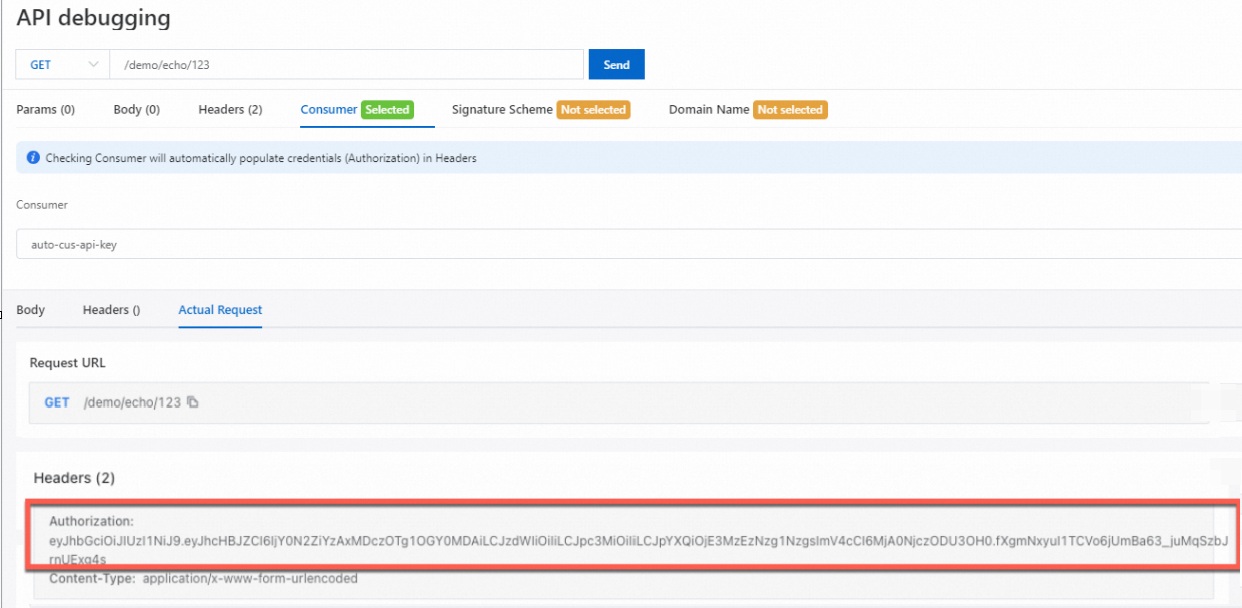 API debugging
GET /demo/echo/123 Send
Params (0) Body (0) Headers (2) Consumer Selected Signature Scheme Not selected Domain Name Not selected
Checking Consumer will automatically populate credentials (Authorization) in Headers
Consumer
auto-cus-api-key
Body Headers () Actual Request
Request URL
GET /demo/echo/123
Headers (2)
Authorization:
eyJhbGciOiJIUzI1NiJ9.eyJhcHBJZCI6IjY0N2ZiYzAxMDczOTg1OGY0MDAiLCJzdWIiOiIiLCJpc3MiOiIiLCJpYXQiOjE3MzEzNzg1NzgsImV4cCI6MjA0NjczODU3OH0.fXgmNxyuI1TCVo6jUmBa63_juMqSzbJ
rnUExq4s
Content-Type: application/x-www-form-urlencoded